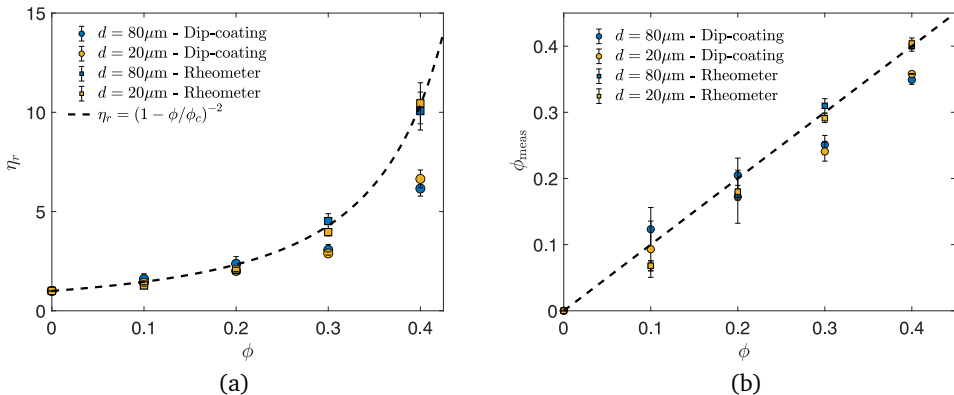 15
10
5
0
η_r
d = 80μm - Dip-coating
d = 20μm - Dip-coating
d = 80μm - Rheometer
d = 20μm - Rheometer
η_r = (1 − ϕ/ϕ_c)^−2
0 0.1 0.2 0.3 0.4
ϕ
(a)
0.4
0.3
0.2
0.1
0
ϕ_meas
d = 80μm - Dip-coating
d = 20μm - Dip-coating
d = 80μm - Rheometer
d = 20μm - Rheometer
0 0.1 0.2 0.3 0.4
ϕ
(b)